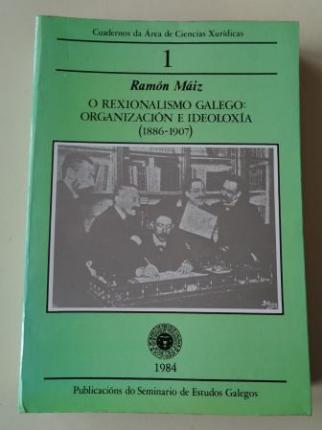 Cuadernos da Área de Ciencias Xurídicas
1
Ramón Máiz
O REXIONALISMO GALEGO:
ORGANIZACIÓN E IDEOLOXÍA
(1886-1907)
1984
Publicacións do Seminario de Estudos Galegos